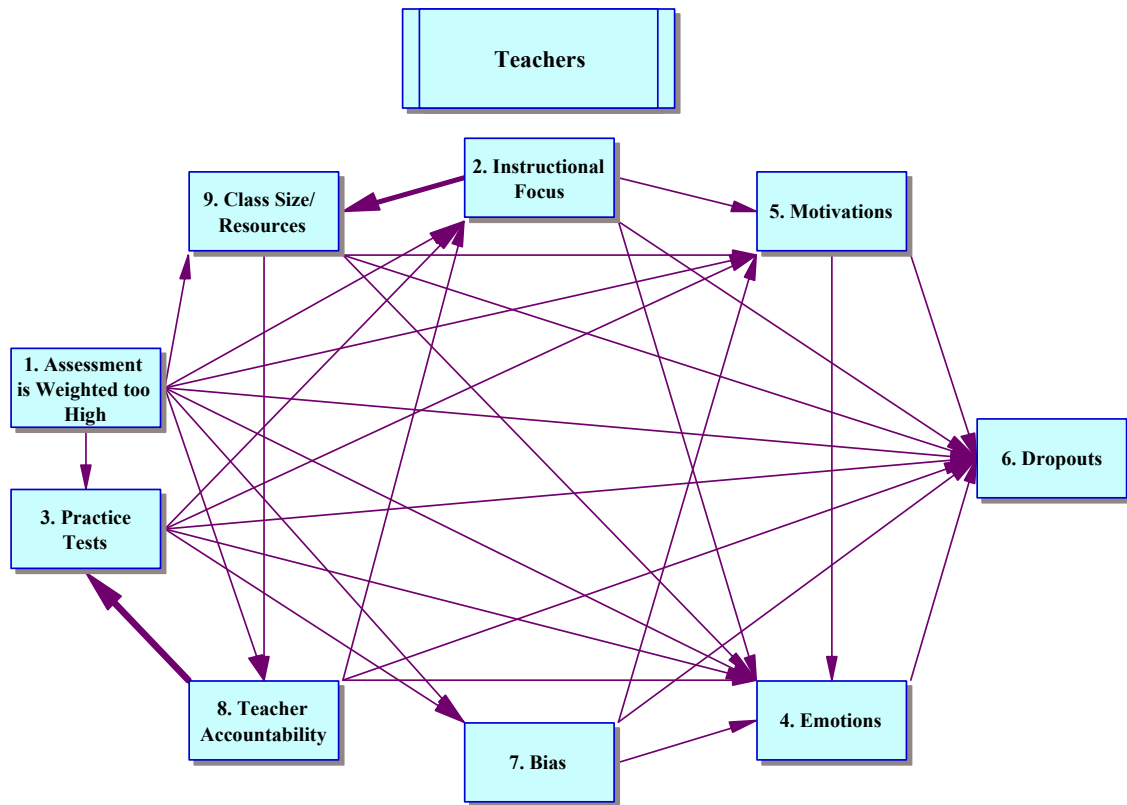 Teachers
2. Instructional
Focus
9. Class Size/
Resources
5. Motivations
1. Assessment
is Weighted too
High
6. Dropouts
3. Practice
Tests
8. Teacher
Accountability
4. Emotions
7. Bias